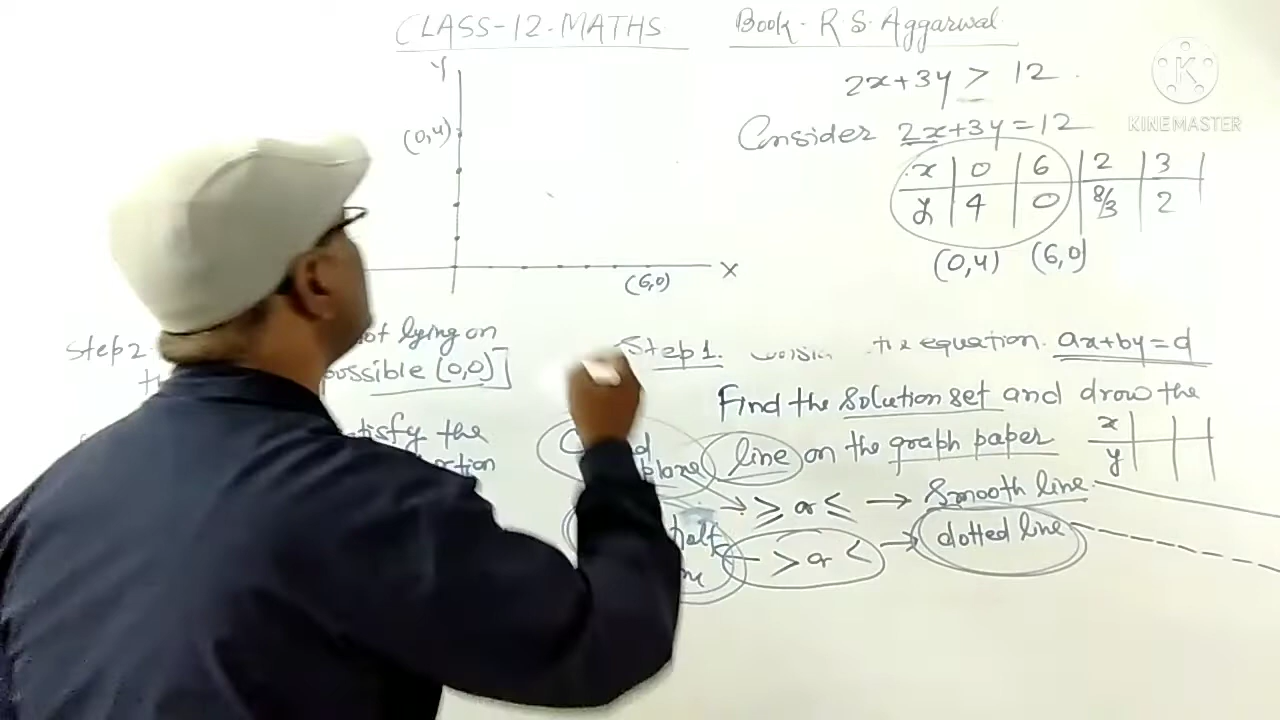 CLASS-12.MATHS Book- R.S. Aggarwal
2x+3y > 12
KINEMASTER
Consider 2x+3y=12
x 0 6 2 3
y 4 0 8/3 2
(0,4) (6,0)
Y
(0,4)
X
(6,0)
Step 2
not lying on
possible (0,0)]
satisfy the
Step 1. the equation. ax+by=d
Find the solution set and drow the
line on the graph paper
x
y
≥ or ≤ → Smooth line
> or < → dotted line
plane
half